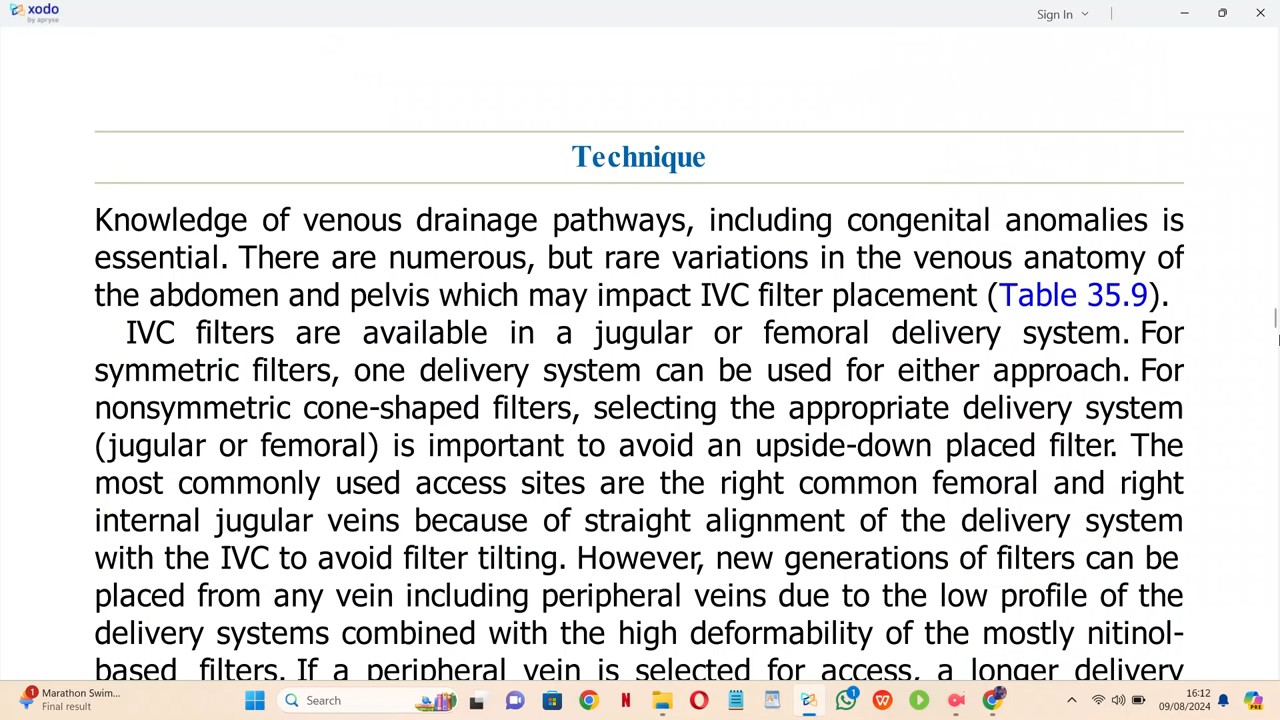 xodo
by apryse
Sign In
Technique
Knowledge of venous drainage pathways, including congenital anomalies is
essential. There are numerous, but rare variations in the venous anatomy of
the abdomen and pelvis which may impact IVC filter placement (Table 35.9).
IVC filters are available in a jugular or femoral delivery system. For
symmetric filters, one delivery system can be used for either approach. For
nonsymmetric cone-shaped filters, selecting the appropriate delivery system
(jugular or femoral) is important to avoid an upside-down placed filter. The
most commonly used access sites are the right common femoral and right
internal jugular veins because of straight alignment of the delivery system
with the IVC to avoid filter tilting. However, new generations of filters can be
placed from any vein including peripheral veins due to the low profile of the
delivery systems combined with the high deformability of the mostly nitinol-
based filters. If a peripheral vein is selected for access, a longer delivery
1
Marathon Swim...
Final result
Search
N
1
W
PRE
16:12
09/08/2024